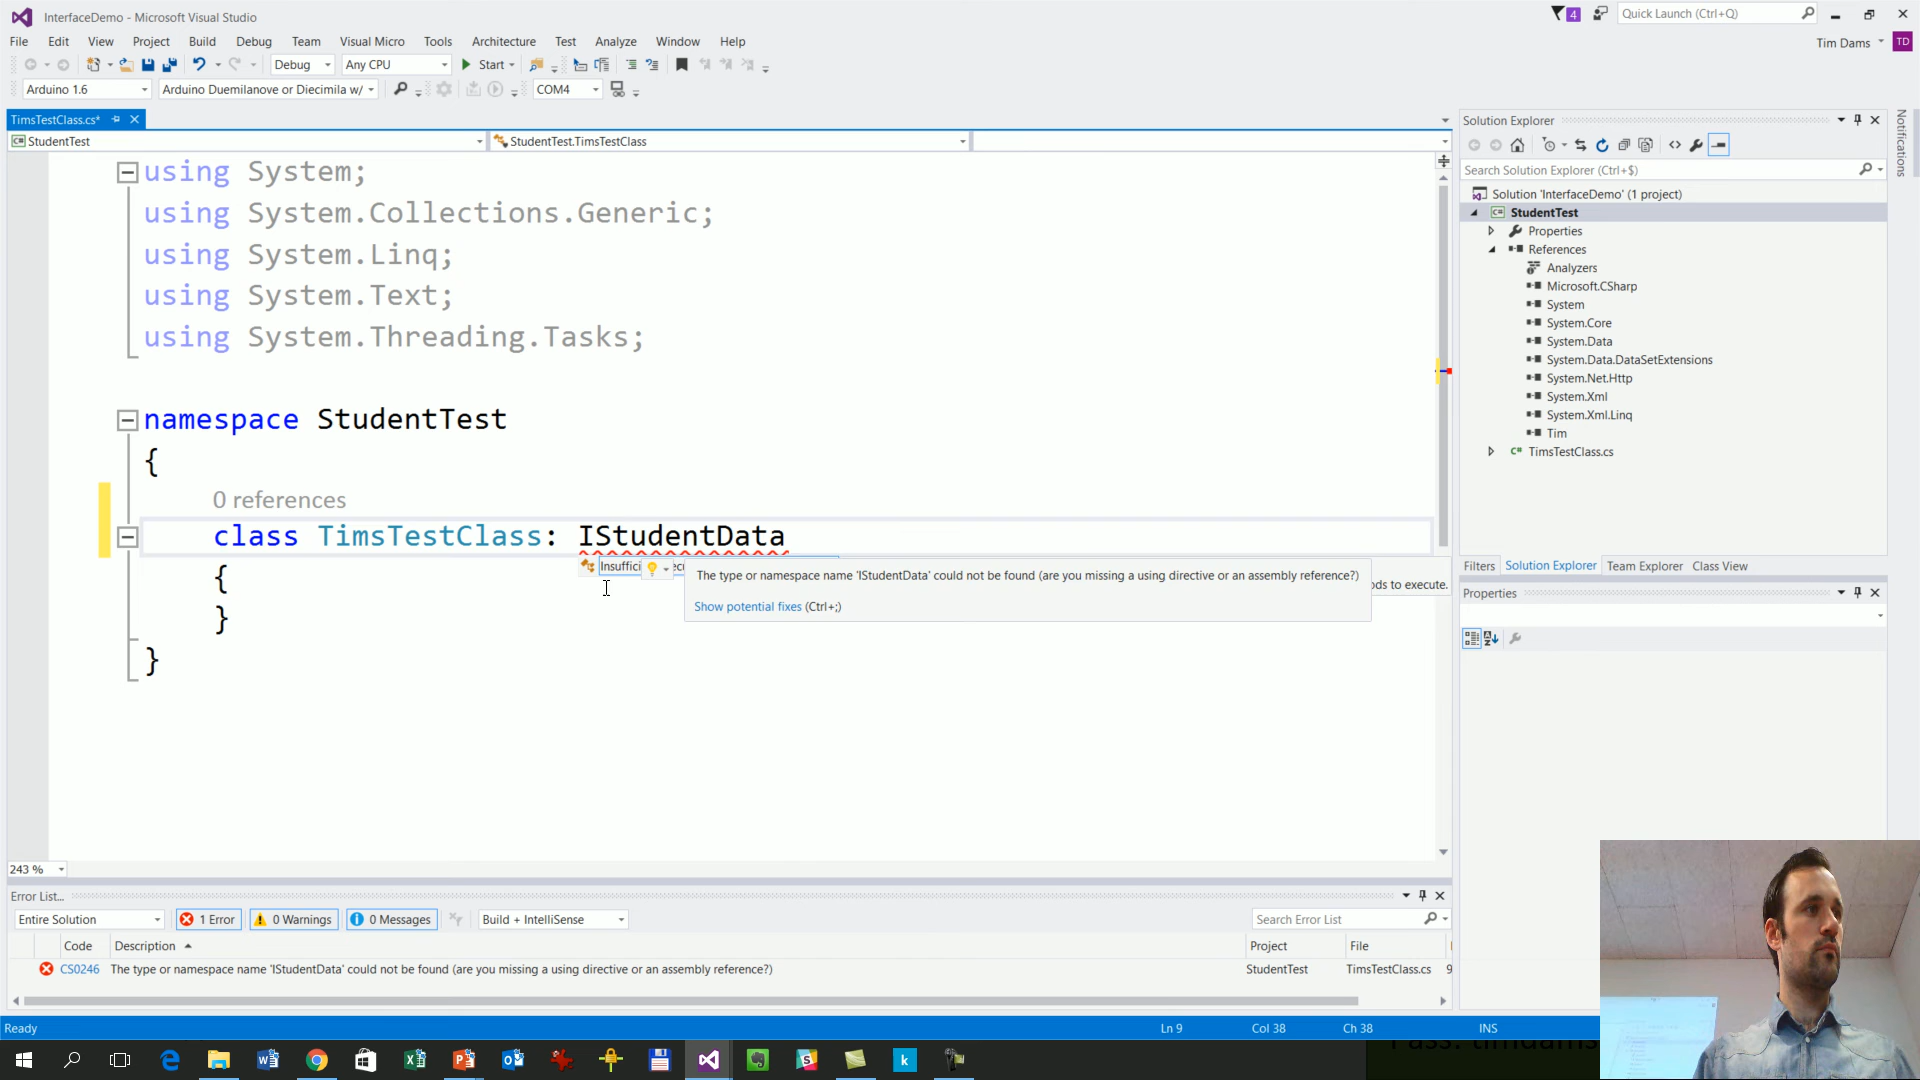 InterfaceDemo - Microsoft Visual Studio
4
Quick Launch (Ctrl+Q)
File Edit View Project Build Debug Team Visual Micro Tools Architecture Test Analyze Window Help
Tim Dams TD
Debug Any CPU Start
Arduino 1.6 Arduino Duemilanove or Diecimila w/ COM4
TimsTestClass.cs*
StudentTest StudentTest.TimsTestClass
using System;
using System.Collections.Generic;
using System.Linq;
using System.Text;
using System.Threading.Tasks;
namespace StudentTest
{
0 references
class TimsTestClass: IStudentData
{
}
}
Insuffici
The type or namespace name 'IStudentData' could not be found (are you missing a using directive or an assembly reference?)
Show potential fixes (Ctrl+;)
ods to execute.
243 %
Solution Explorer
Search Solution Explorer (Ctrl+$)
Solution 'InterfaceDemo' (1 project)
StudentTest
Properties
References
Analyzers
Microsoft.CSharp
System
System.Core
System.Data
System.Data.DataSetExtensions
System.Net.Http
System.Xml
System.Xml.Linq
Tim
C# TimsTestClass.cs
Filters Solution Explorer Team Explorer Class View
Properties
Notifications
Error List...
Entire Solution 1 Error 0 Warnings 0 Messages Build + IntelliSense Search Error List
Code Description Project File
CS0246 The type or namespace name 'IStudentData' could not be found (are you missing a using directive or an assembly reference?) StudentTest TimsTestClass.cs 9
Ready Ln 9 Col 38 Ch 38 INS
Pass: timdams